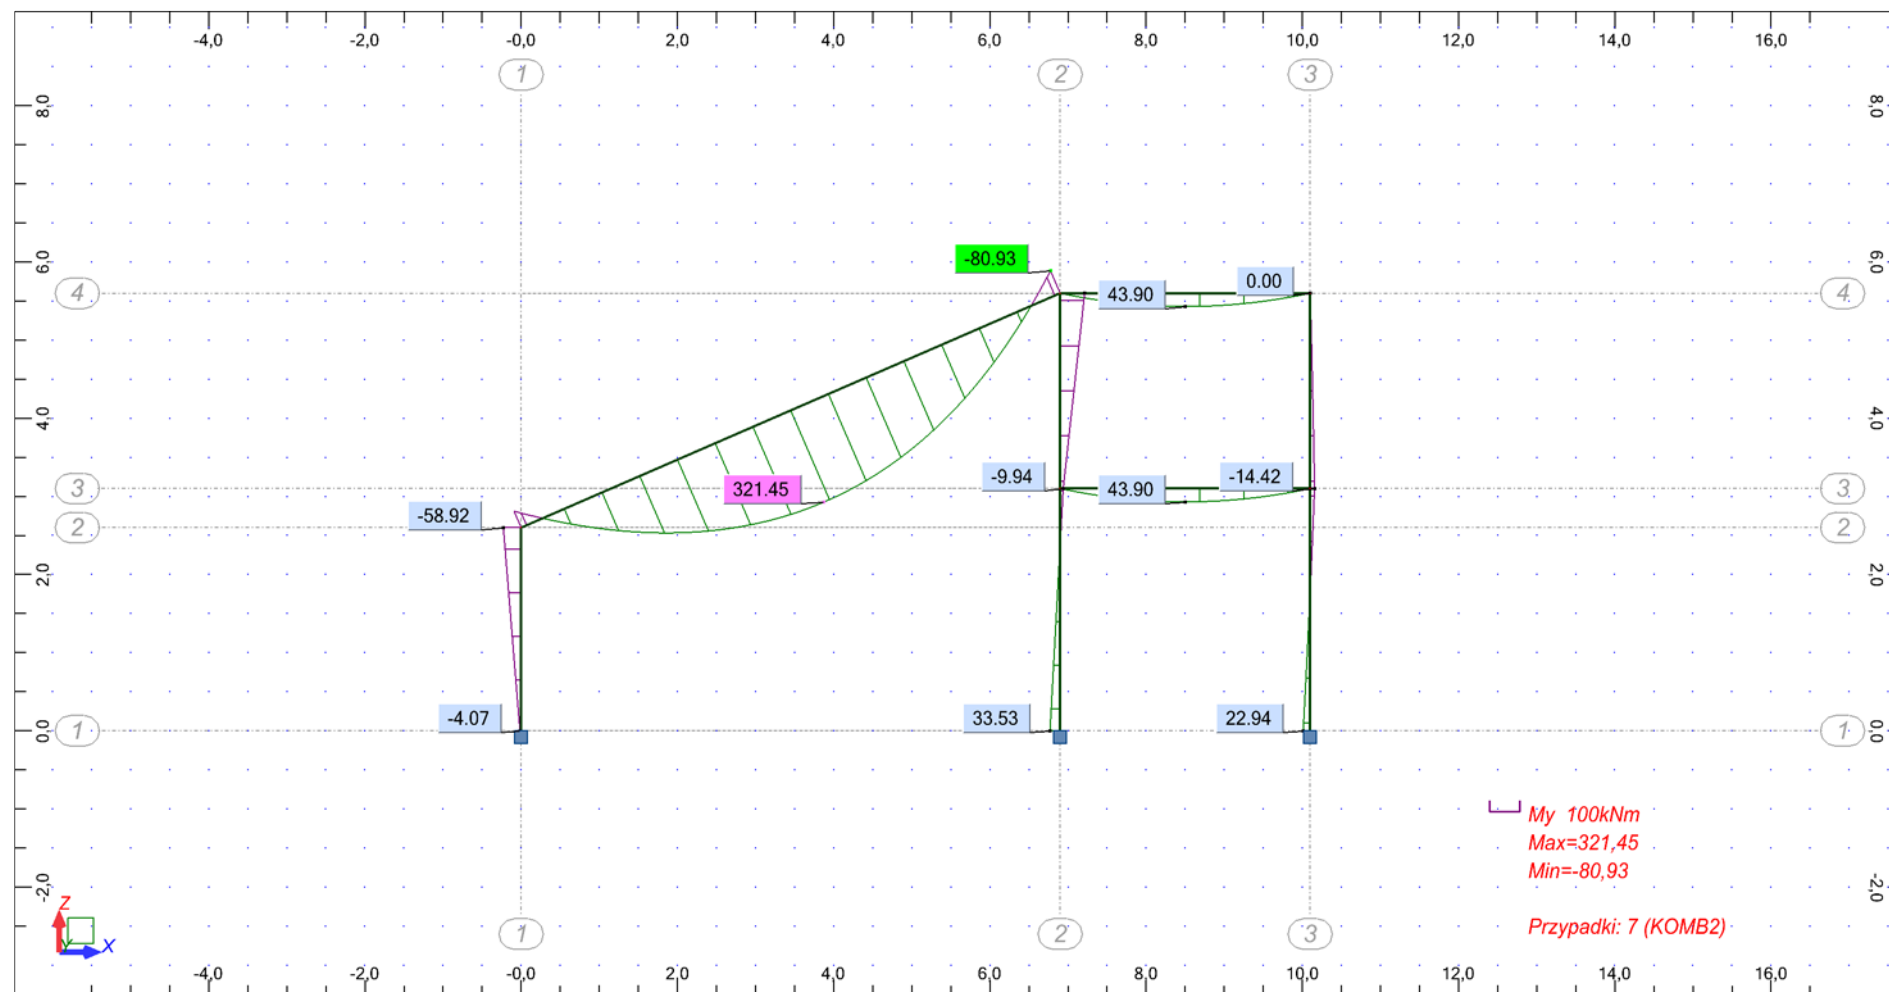 -4,0 -2,0 -0,0 2,0 4,0 6,0 8,0 10,0 12,0 14,0 16,0
1 2 3
8,0 8,0
6,0 -80.93 6,0
4 43.90 0.00 4
4,0 4,0
3 321.45 -9.94 43.90 -14.42 3
2 -58.92 2
2,0 2,0
0,0 1 -4.07 33.53 22.94 1 0,0
My 100kNm
Max=321,45
Min=-80,93
-2,0 -2,0
Przypadki: 7 (KOMB2)
Z
Y X
1 2 3
-4,0 -2,0 -0,0 2,0 4,0 6,0 8,0 10,0 12,0 14,0 16,0